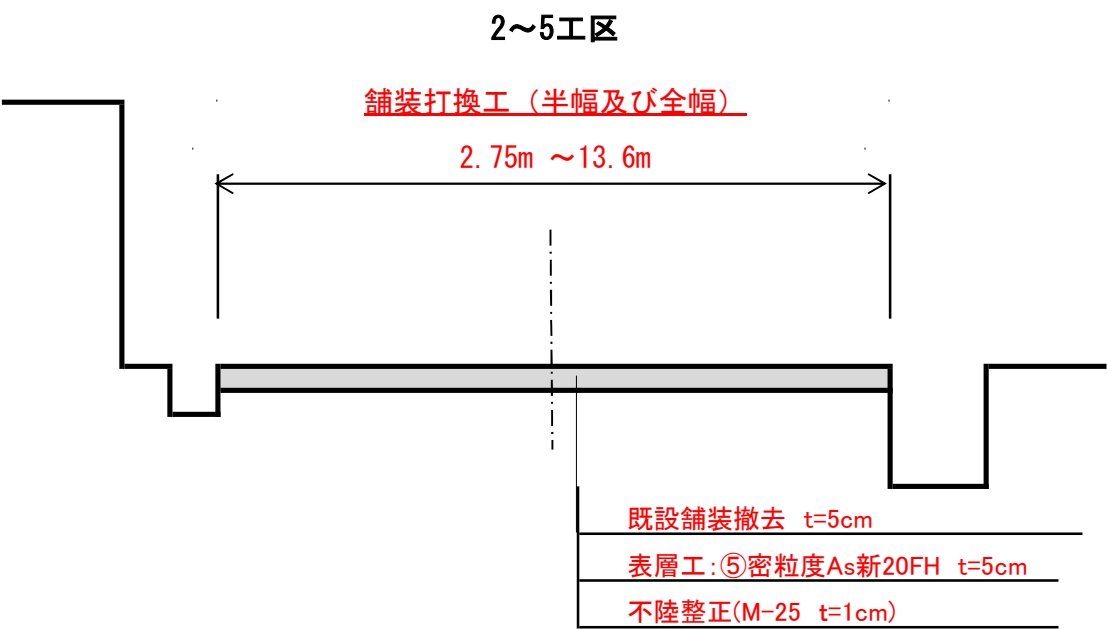 2～5工区
舗装打換工（半幅及び全幅）
2.75m ～13.6m
既設舗装撤去 t=5cm
表層工:⑤密粒度As新20FH t=5cm
不陸整正(M-25 t=1cm)